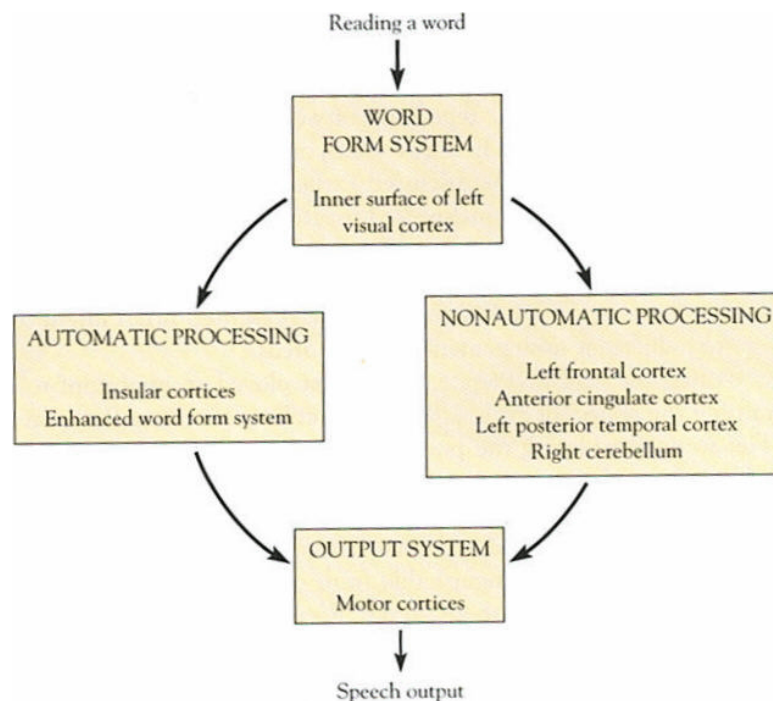 Reading a word
WORD
FORM SYSTEM
Inner surface of left
visual cortex
AUTOMATIC PROCESSING
Insular cortices
Enhanced word form system
NONAUTOMATIC PROCESSING
Left frontal cortex
Anterior cingulate cortex
Left posterior temporal cortex
Right cerebellum
OUTPUT SYSTEM
Motor cortices
Speech output